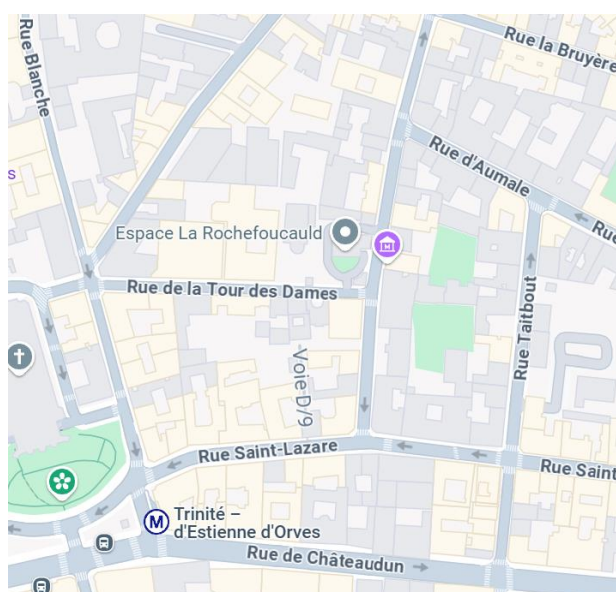 Rue Blanche
Rue la Bruyère
Rue d'Aumale
s
Espace La Rochefoucauld
Rue de la Tour des Dames
Rue Taitbout
Voie D/9
Rue Saint-Lazare
Rue Saint
M
Trinité –
d'Estienne d'Orves
Rue de Châteaudun